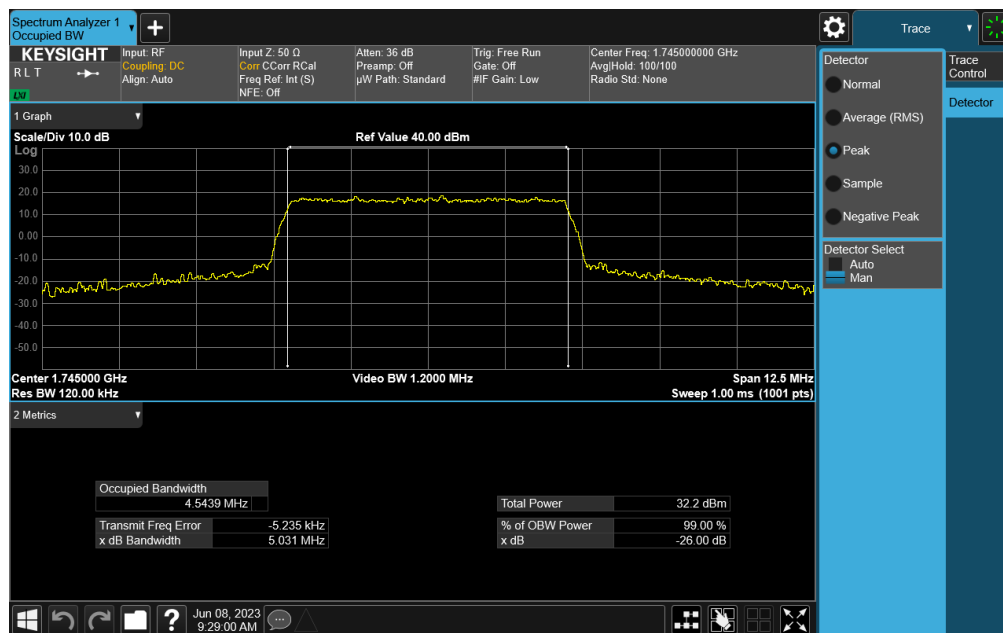 Spectrum Analyzer 1
Occupied BW
+
Trace
KEYSIGHT
R L T
LXI
Input: RF
Coupling: DC
Align: Auto
Input Z: 50 Ω
Corr CCorr RCal
Freq Ref: Int (S)
NFE: Off
Atten: 36 dB
Preamp: Off
µW Path: Standard
Trig: Free Run
Gate: Off
#IF Gain: Low
Center Freq: 1.745000000 GHz
Avg|Hold: 100/100
Radio Std: None
1 Graph
Scale/Div 10.0 dB
Ref Value 40.00 dBm
Log
30.0
20.0
10.0
0.00
-10.0
-20.0
-30.0
-40.0
-50.0
Center 1.745000 GHz
Video BW 1.2000 MHz
Span 12.5 MHz
Res BW 120.00 kHz
Sweep 1.00 ms (1001 pts)
2 Metrics
Occupied Bandwidth
4.5439 MHz
Transmit Freq Error -5.235 kHz
x dB Bandwidth 5.031 MHz
Total Power 32.2 dBm
% of OBW Power 99.00 %
x dB -26.00 dB
Detector
Normal
Average (RMS)
Peak
Sample
Negative Peak
Detector Select
Auto
Man
Trace
Control
Detector
?
Jun 08, 2023
9:29:00 AM